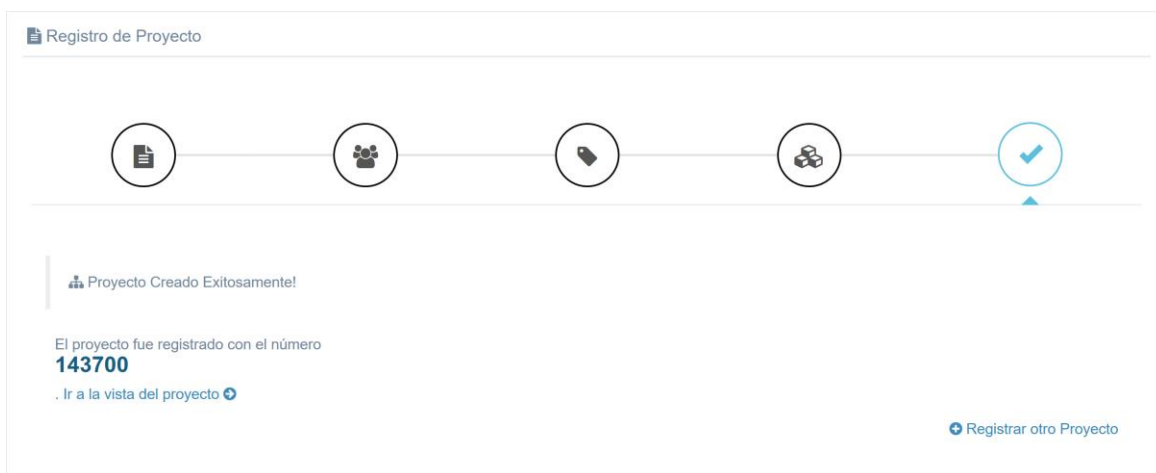 Registro de Proyecto
Proyecto Creado Exitosamente!
El proyecto fue registrado con el número
143700
. Ir a la vista del proyecto
Registrar otro Proyecto